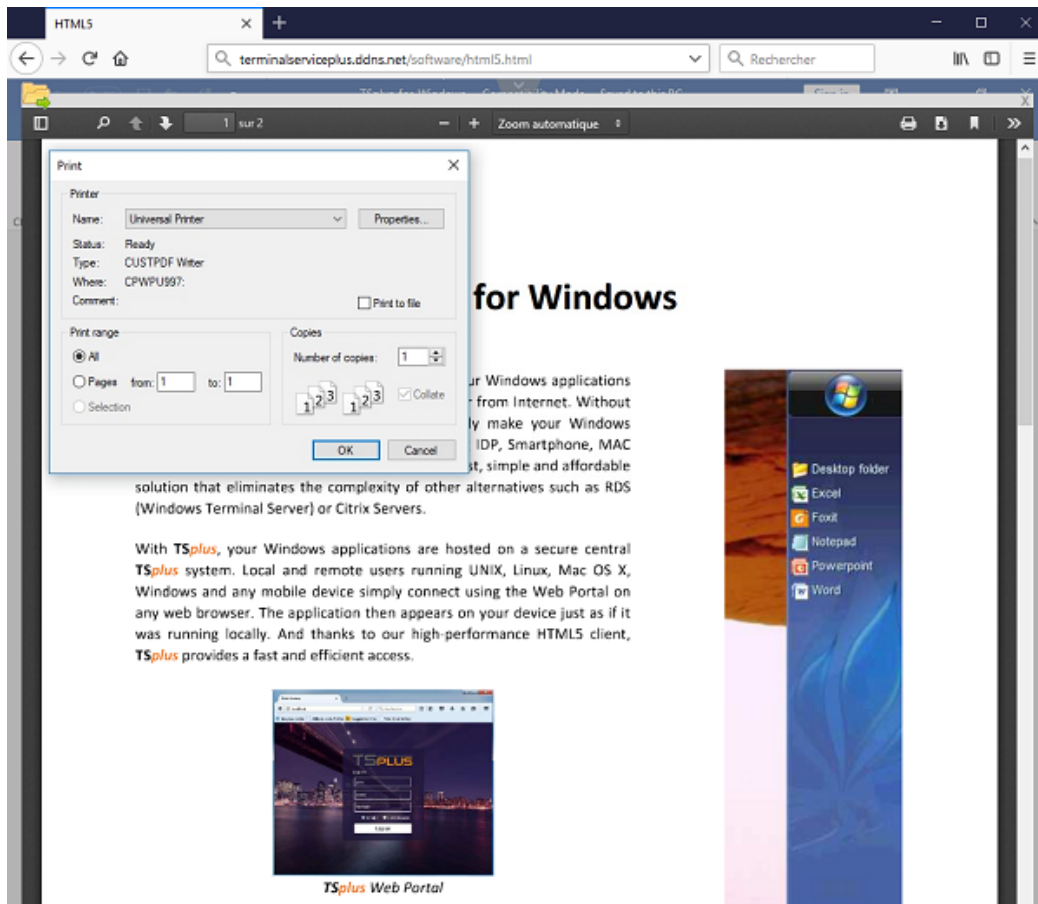 HTML5
terminalserviceplus.ddns.net/software/html5.html
Rechercher
1 sur 2
Zoom automatique
Print
Printer
Name: Universal Printer
Properties...
Status: Ready
Type: CUSTPDF Writer
Where: CPWPU997:
Comment:
Print to file
Print range
All
Pages from: 1 to: 1
Selection
Copies
Number of copies: 1
1 2 3 1 2 3
Collate
OK Cancel
for Windows
ur Windows applications
from Internet. Without
ly make your Windows
IDP, Smartphone, MAC
st, simple and affordable
solution that eliminates the complexity of other alternatives such as RDS
(Windows Terminal Server) or Citrix Servers.
With TSplus, your Windows applications are hosted on a secure central
TSplus system. Local and remote users running UNIX, Linux, Mac OS X,
Windows and any mobile device simply connect using the Web Portal on
any web browser. The application then appears on your device just as if it
was running locally. And thanks to our high-performance HTML5 client,
TSplus provides a fast and efficient access.
TSPLUS
TSplus Web Portal
Desktop folder
Excel
Foxit
Notepad
Powerpoint
Word